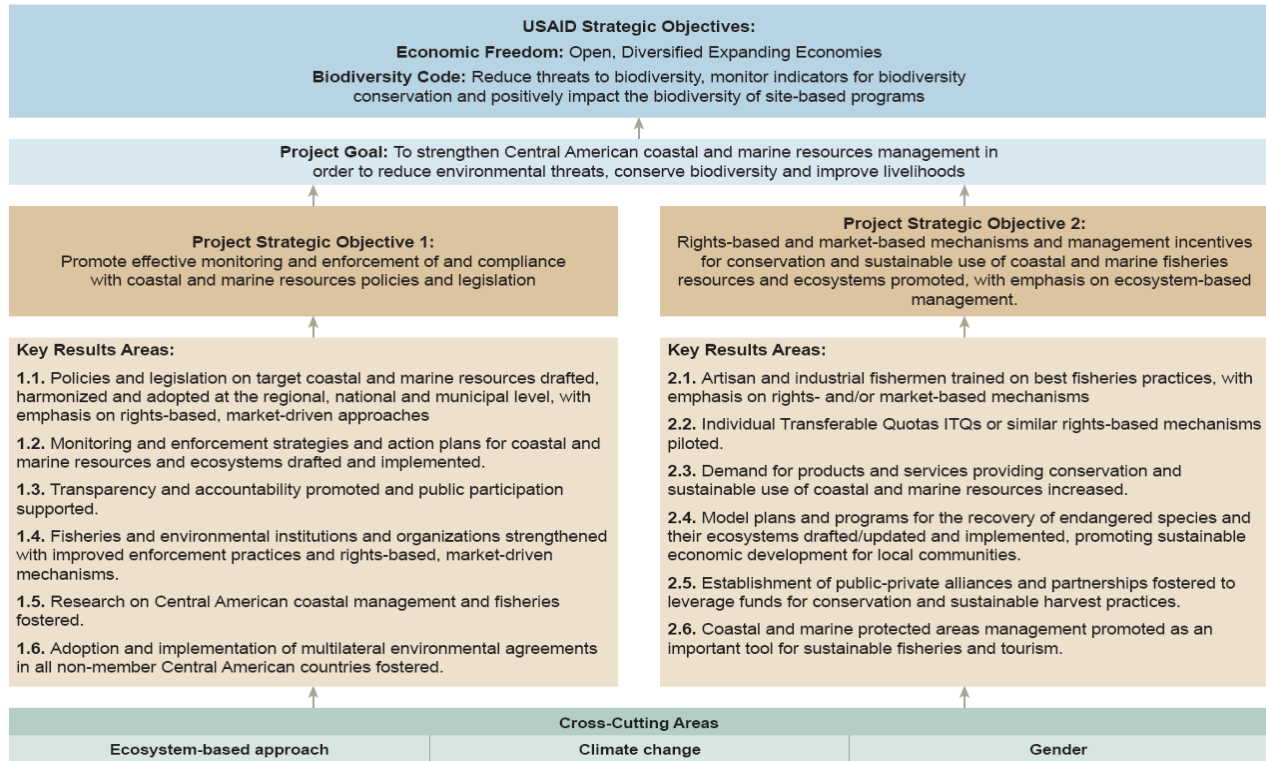 USAID Strategic Objectives:
Economic Freedom: Open, Diversified Expanding Economies
Biodiversity Code: Reduce threats to biodiversity, monitor indicators for biodiversity
conservation and positively impact the biodiversity of site-based programs
Project Goal: To strengthen Central American coastal and marine resources management in
order to reduce environmental threats, conserve biodiversity and improve livelihoods
Project Strategic Objective 1:
Promote effective monitoring and enforcement of and compliance
with coastal and marine resources policies and legislation
Key Results Areas:
1.1. Policies and legislation on target coastal and marine resources drafted,
harmonized and adopted at the regional, national and municipal level, with
emphasis on rights-based, market-driven approaches
1.2. Monitoring and enforcement strategies and action plans for coastal and
marine resources and ecosystems drafted and implemented.
1.3. Transparency and accountability promoted and public participation
supported.
1.4. Fisheries and environmental institutions and organizations strengthened
with improved enforcement practices and rights-based, market-driven
mechanisms.
1.5. Research on Central American coastal management and fisheries
fostered.
1.6. Adoption and implementation of multilateral environmental agreements
in all non-member Central American countries fostered.
Project Strategic Objective 2:
Rights-based and market-based mechanisms and management incentives
for conservation and sustainable use of coastal and marine fisheries
resources and ecosystems promoted, with emphasis on ecosystem-based
management.
Key Results Areas:
2.1. Artisan and industrial fishermen trained on best fisheries practices, with
emphasis on rights- and/or market-based mechanisms
2.2. Individual Transferable Quotas ITQs or similar rights-based mechanisms
piloted.
2.3. Demand for products and services providing conservation and
sustainable use of coastal and marine resources increased.
2.4. Model plans and programs for the recovery of endangered species and
their ecosystems drafted/updated and implemented, promoting sustainable
economic development for local communities.
2.5. Establishment of public-private alliances and partnerships fostered to
leverage funds for conservation and sustainable harvest practices.
2.6. Coastal and marine protected areas management promoted as an
important tool for sustainable fisheries and tourism.
Cross-Cutting Areas
Ecosystem-based approach
Climate change
Gender